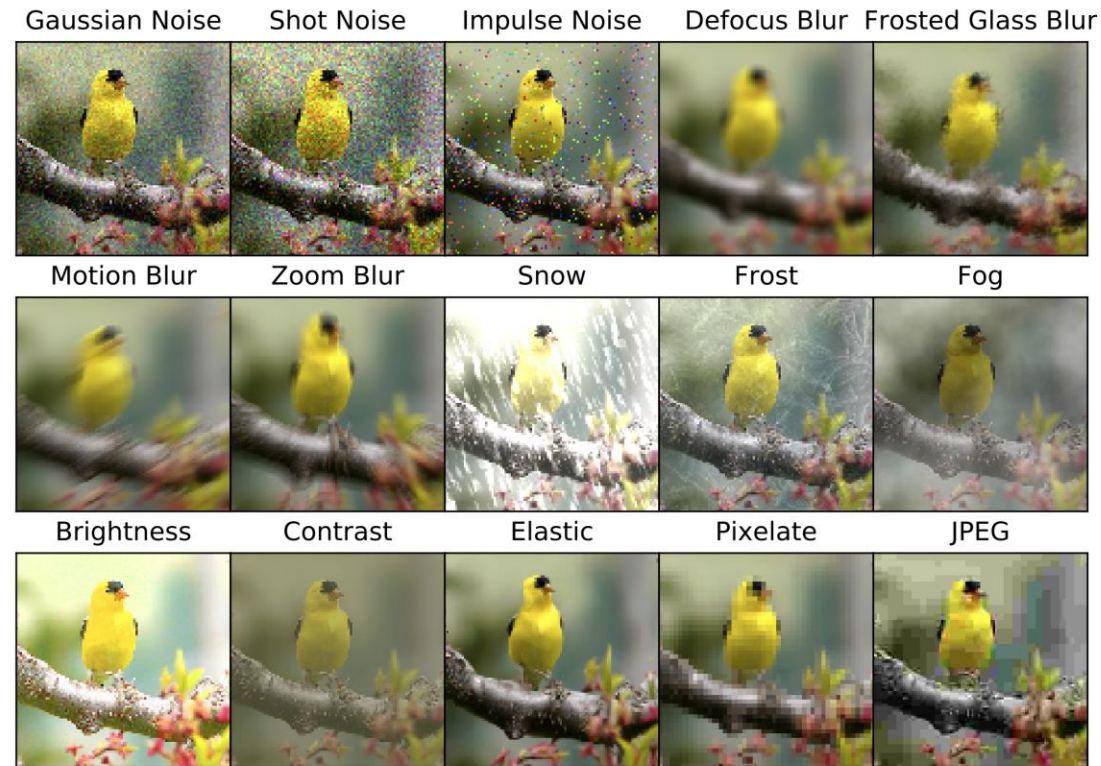 Gaussian Noise Shot Noise Impulse Noise Defocus Blur Frosted Glass Blur
Motion Blur Zoom Blur Snow Frost Fog
Brightness Contrast Elastic Pixelate JPEG